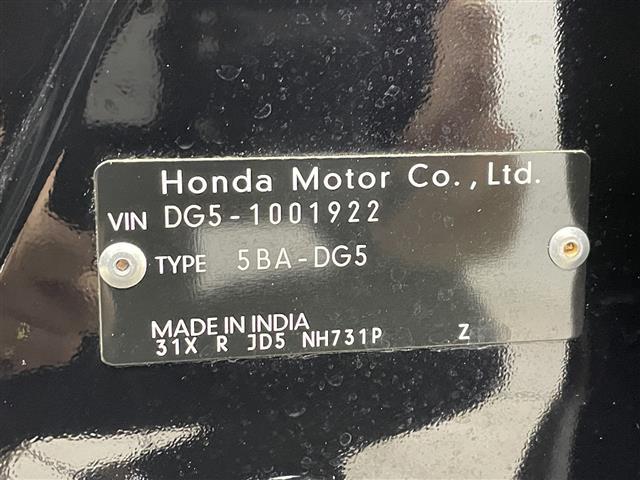 Honda Motor Co., Ltd.
VIN DG5-1001922
TYPE 5BA-DG5
MADE IN INDIA
31X R JD5 NH731P Z